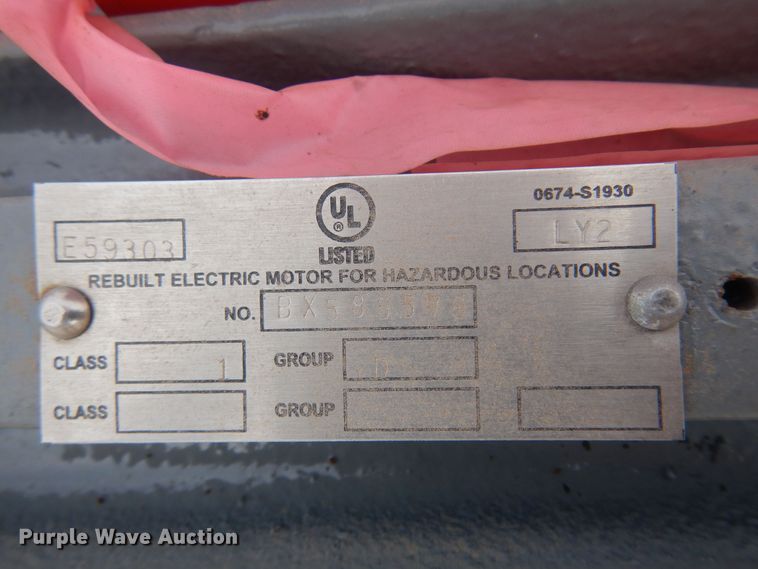 0674-S1930
UL
®
LISTED
E59303
LY2
REBUILT ELECTRIC MOTOR FOR HAZARDOUS LOCATIONS
NO.
CLASS 1 GROUP D
CLASS GROUP
Purple Wave Auction